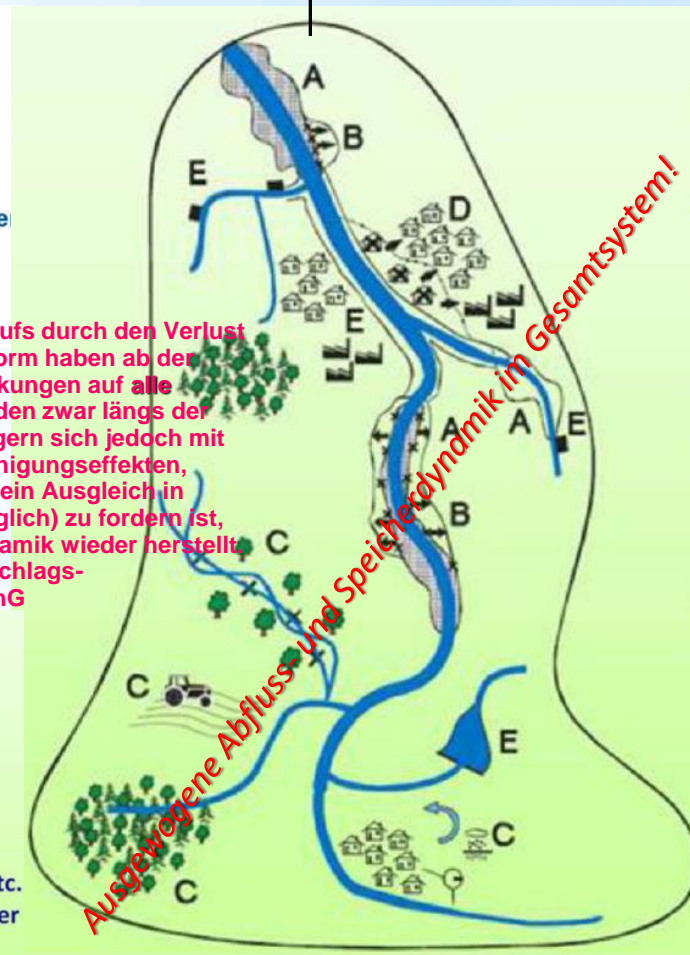 A
B
E
D
E
ufs durch den Verlust
orm haben ab der
kungen auf alle
den zwar längs der
gern sich jedoch mit
nigungseffekten,
ein Ausgleich in
glich) zu fordern ist,
amik wieder herstellt,
chlags-
nG
A
A E
B
C
C
E
C
C
tc.
er
Ausgewogene Abfluss- und Speicherdyndmik im Gesamtsystem!